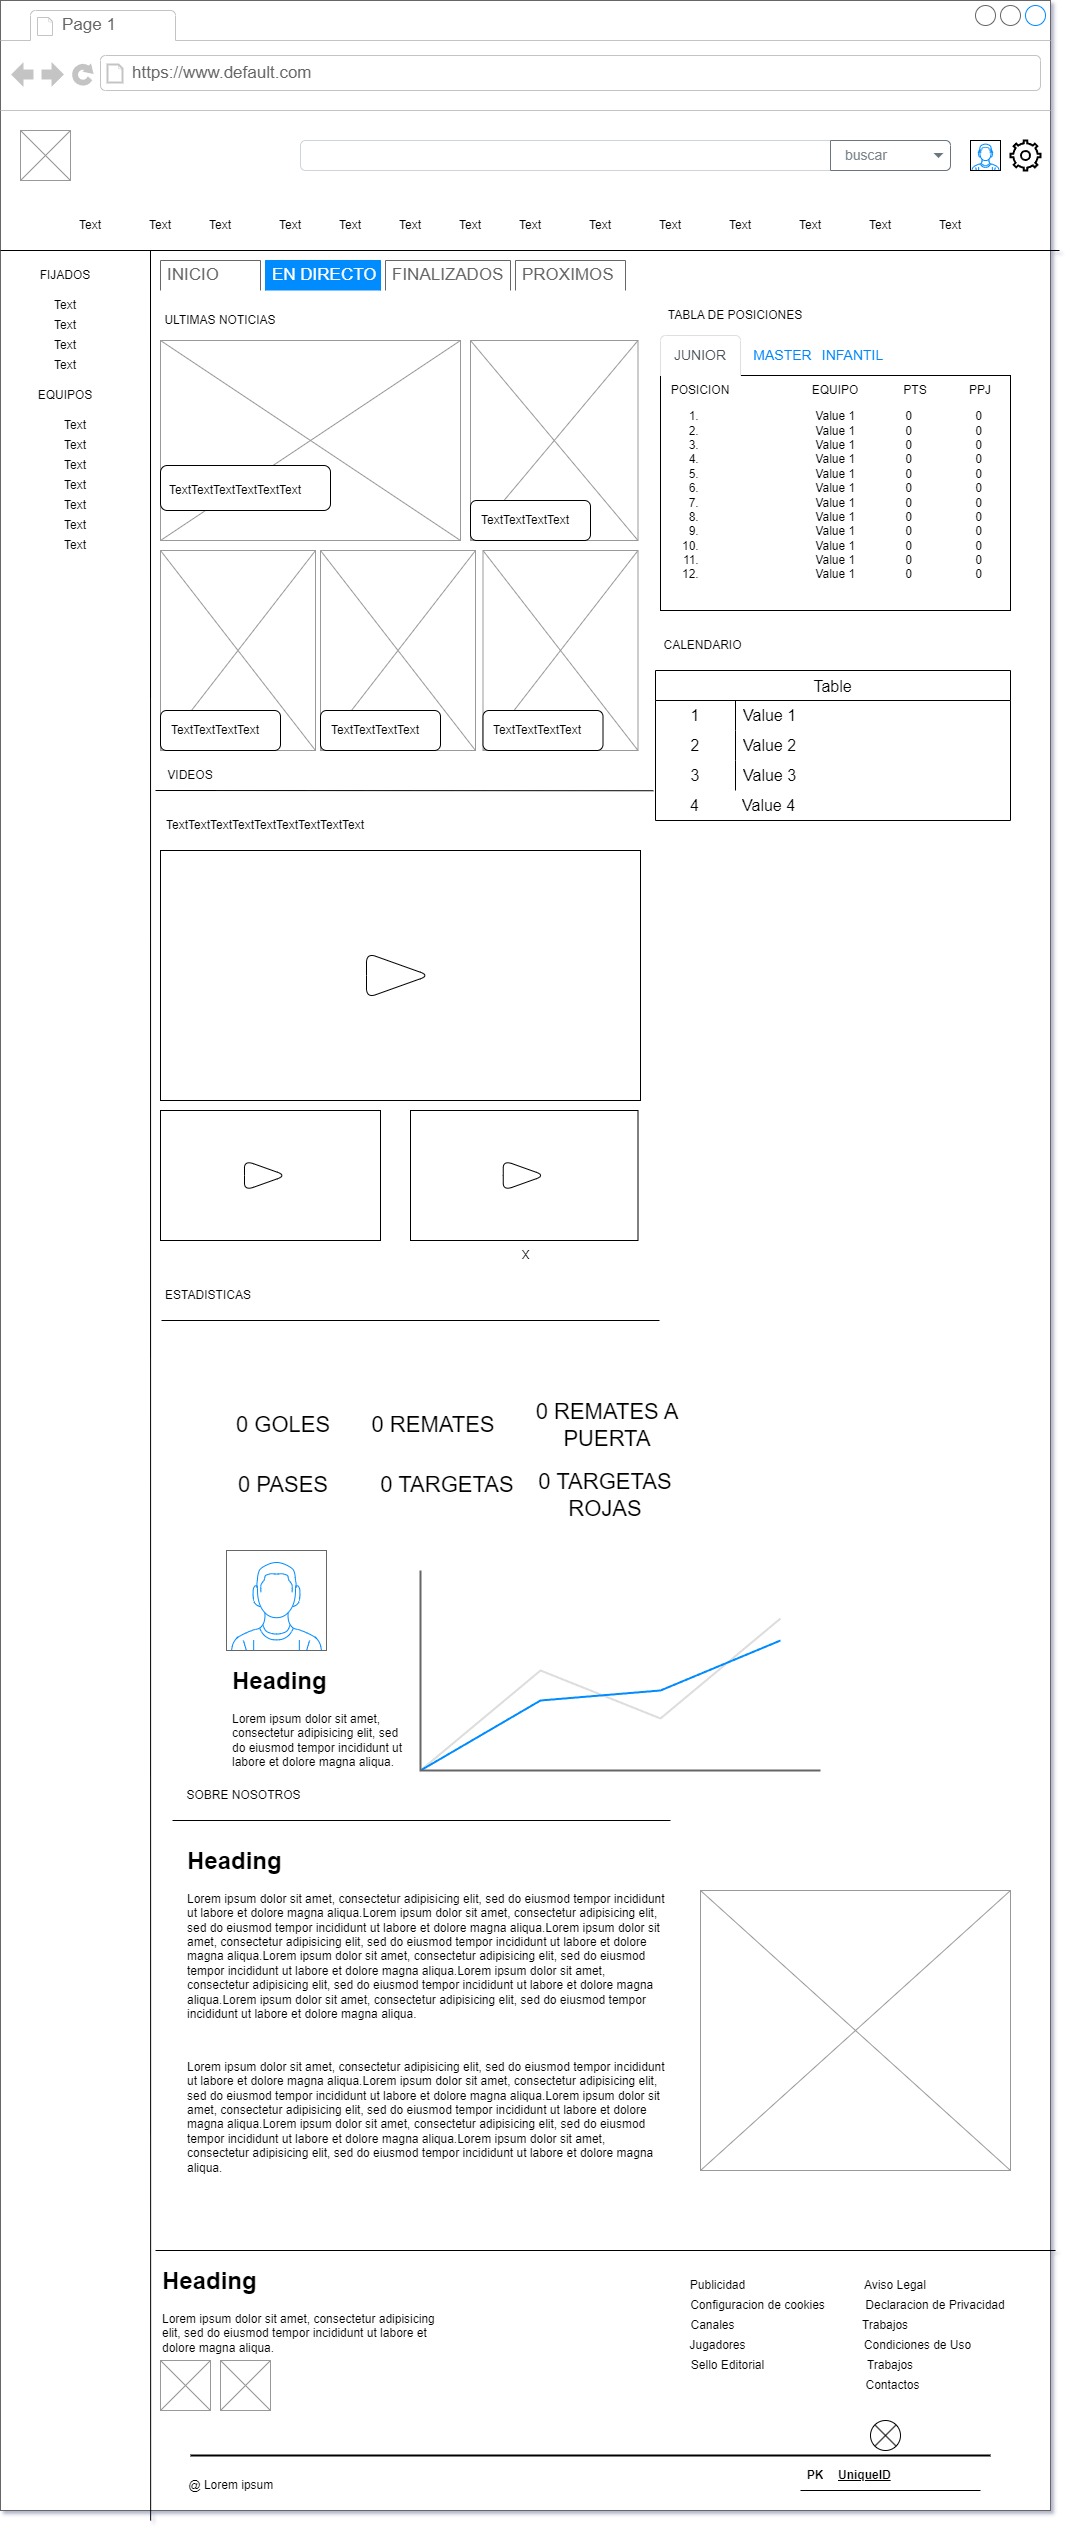 Page 1
https://www.default.com
buscar
Text Text Text Text Text Text Text Text Text Text Text Text Text Text
FIJADOS
Text
Text
Text
Text
EQUIPOS
Text
Text
Text
Text
Text
Text
Text
INICIO EN DIRECTO FINALIZADOS PROXIMOS
ULTIMAS NOTICIAS
TextTextTextTextTextText
TextTextTextText
TextTextTextText TextTextTextText TextTextTextText
TABLA DE POSICIONES
JUNIOR MASTER INFANTIL
POSICION EQUIPO PTS PPJ
1. Value 1 0 0
2. Value 1 0 0
3. Value 1 0 0
4. Value 1 0 0
5. Value 1 0 0
6. Value 1 0 0
7. Value 1 0 0
8. Value 1 0 0
9. Value 1 0 0
10. Value 1 0 0
11. Value 1 0 0
12. Value 1 0 0
CALENDARIO
Table
1 Value 1
2 Value 2
3 Value 3
4 Value 4
VIDEOS
TextTextTextTextTextTextTextTextText
X
ESTADISTICAS
0 GOLES 0 REMATES 0 REMATES A
PUERTA
0 PASES 0 TARGETAS 0 TARGETAS
ROJAS
Heading
Lorem ipsum dolor sit amet,
consectetur adipisicing elit, sed
do eiusmod tempor incididunt ut
labore et dolore magna aliqua.
SOBRE NOSOTROS
Heading
Lorem ipsum dolor sit amet, consectetur adipisicing elit, sed do eiusmod tempor incididunt
ut labore et dolore magna aliqua.Lorem ipsum dolor sit amet, consectetur adipisicing elit,
sed do eiusmod tempor incididunt ut labore et dolore magna aliqua.Lorem ipsum dolor sit
amet, consectetur adipisicing elit, sed do eiusmod tempor incididunt ut labore et dolore
magna aliqua.Lorem ipsum dolor sit amet, consectetur adipisicing elit, sed do eiusmod
tempor incididunt ut labore et dolore magna aliqua.Lorem ipsum dolor sit amet,
consectetur adipisicing elit, sed do eiusmod tempor incididunt ut labore et dolore magna
aliqua.Lorem ipsum dolor sit amet, consectetur adipisicing elit, sed do eiusmod tempor
incididunt ut labore et dolore magna aliqua.
Lorem ipsum dolor sit amet, consectetur adipisicing elit, sed do eiusmod tempor incididunt
ut labore et dolore magna aliqua.Lorem ipsum dolor sit amet, consectetur adipisicing elit,
sed do eiusmod tempor incididunt ut labore et dolore magna aliqua.Lorem ipsum dolor sit
amet, consectetur adipisicing elit, sed do eiusmod tempor incididunt ut labore et dolore
magna aliqua.Lorem ipsum dolor sit amet, consectetur adipisicing elit, sed do eiusmod
tempor incididunt ut labore et dolore magna aliqua.Lorem ipsum dolor sit amet,
consectetur adipisicing elit, sed do eiusmod tempor incididunt ut labore et dolore magna
aliqua.
Heading
Lorem ipsum dolor sit amet, consectetur adipisicing
elit, sed do eiusmod tempor incididunt ut labore et
dolore magna aliqua.
Publicidad
Configuracion de cookies
Canales
Jugadores
Sello Editorial
Aviso Legal
Declaracion de Privacidad
Trabajos
Condiciones de Uso
Trabajos
Contactos
@ Lorem ipsum
PK UniqueID